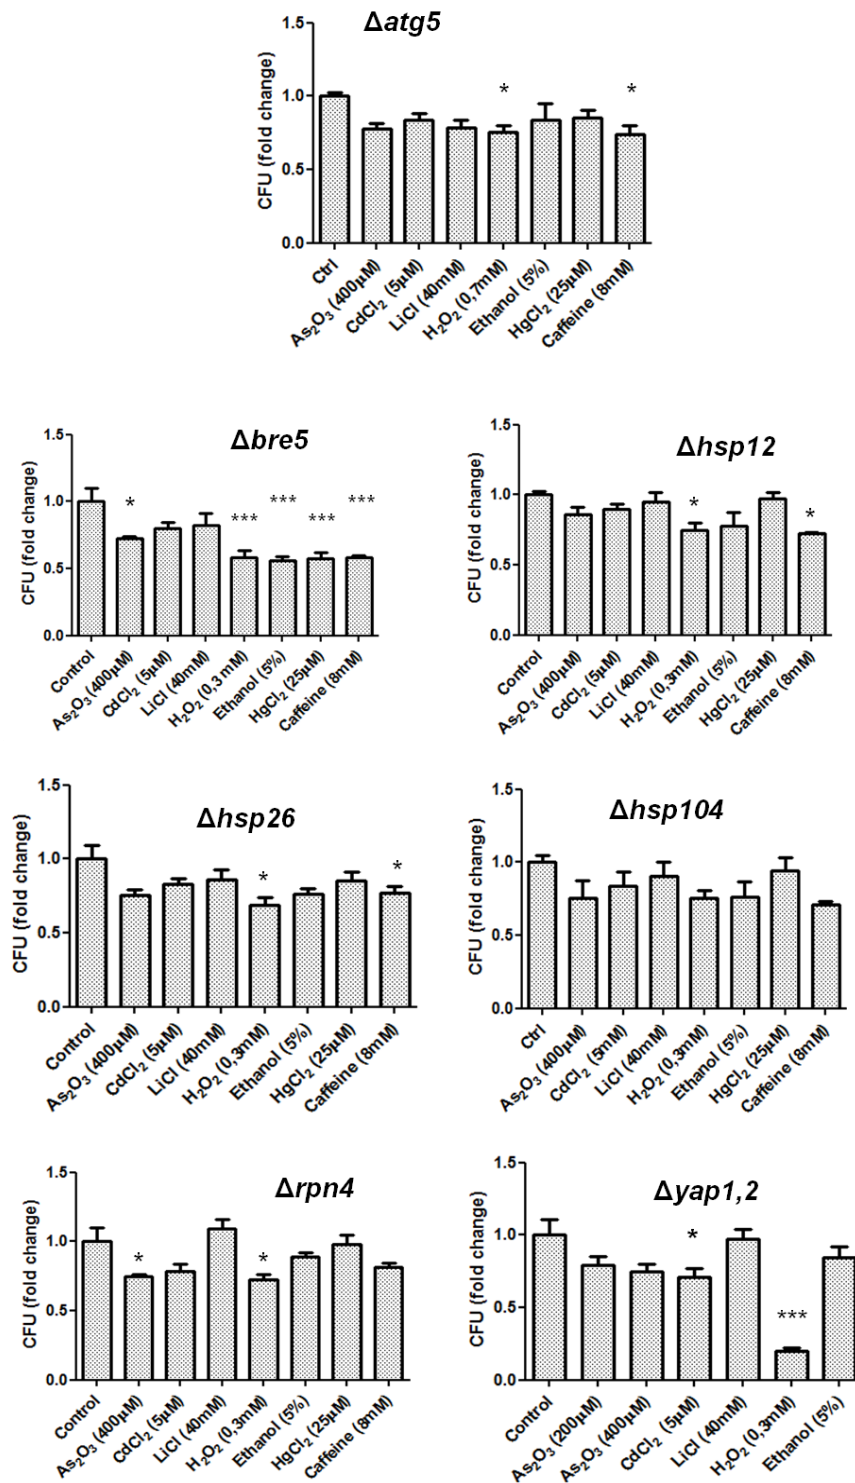 Δatg5
CFU (fold change)
1.5
1.0
0.5
0.0
* *
Ctrl
As₂O₃ (400µM)
CdCl₂ (5µM)
LiCl (40mM)
H₂O₂ (0,7mM)
Ethanol (5%)
HgCl₂ (25µM)
Caffeine (8mM)
Δbre5
CFU (fold change)
1.5
1.0
0.5
0.0
* *** *** *** ***
Control
As₂O₃ (400µM)
CdCl₂ (5µM)
LiCl (40mM)
H₂O₂ (0,3 mM)
Ethanol (5%)
HgCl₂ (25µM)
Caffeine (8mM)
Δhsp12
CFU (fold change)
1.5
1.0
0.5
0.0
* *
Control
As₂O₃ (400µM)
CdCl₂ (5µM)
LiCl (40mM)
H₂O₂ (0,3mM)
Ethanol (5%)
HgCl₂ (25µM)
Caffeine (8mM)
Δhsp26
CFU (fold change)
1.5
1.0
0.5
0.0
* *
Control
As₂O₃ (400µM)
CdCl₂ (5µM)
LiCl (40mM)
H₂O₂ (0,3mM)
Ethanol (5%)
HgCl₂ (25µM)
Caffeine (8mM)
Δhsp104
CFU (fold change)
1.5
1.0
0.5
0.0
Ctrl
As₂O₃ (400µM)
CdCl₂ (5mM)
LiCl (40mM)
H₂O₂ (0,3mM)
Ethanol (5%)
HgCl₂ (25µM)
Caffeine (8mM)
Δrpn4
CFU (fold change)
1.5
1.0
0.5
0.0
* *
Control
As₂O₃ (400µM)
CdCl₂ (5µM)
LiCl (40mM)
H₂O₂ (0,3mM)
Ethanol (5%)
HgCl₂ (25µM)
Caffeine (8mM)
Δyap1,2
CFU (fold change)
1.5
1.0
0.5
0.0
* ***
Control
As₂O₃ (200µM)
As₂O₃ (400µM)
CdCl₂ (5µM)
LiCl (40mM)
H₂O₂ (0,3mM)
Ethanol (5%)